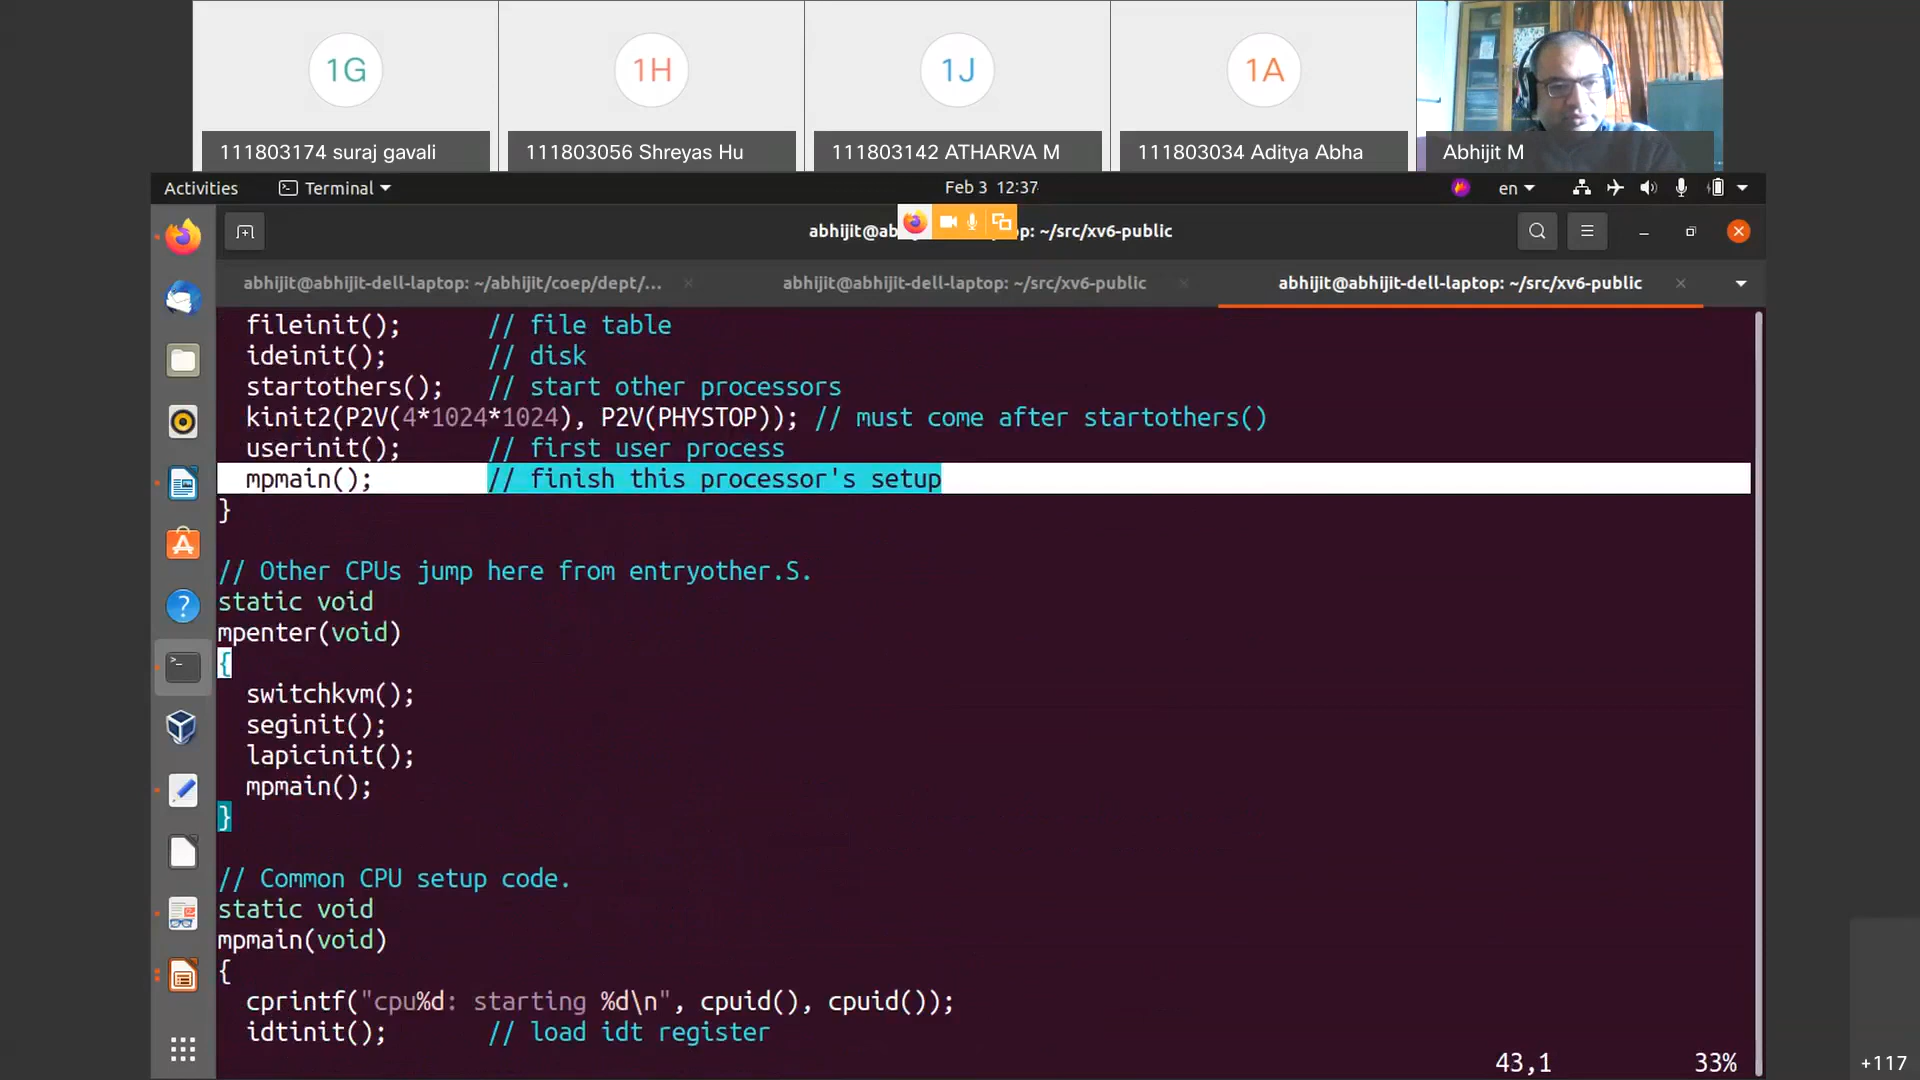 1G
1H
1J
1A
111803174 suraj gavali
111803056 Shreyas Hu
111803142 ATHARVA M
111803034 Aditya Abha
Abhijit M
Activities
Terminal
Feb 3 12:37
en
abhijit@ab
op: ~/src/xv6-public
abhijit@abhijit-dell-laptop: ~/abhijit/coep/dept/...
abhijit@abhijit-dell-laptop: ~/src/xv6-public
abhijit@abhijit-dell-laptop: ~/src/xv6-public
fileinit(); // file table
ideinit(); // disk
startothers(); // start other processors
kinit2(P2V(4*1024*1024), P2V(PHYSTOP)); // must come after startothers()
userinit(); // first user process
mpmain(); // finish this processor's setup
}
// Other CPUs jump here from entryother.S.
static void
mpenter(void)
{
switchkvm();
seginit();
lapicinit();
mpmain();
}
// Common CPU setup code.
static void
mpmain(void)
{
cprintf("cpu%d: starting %d\n", cpuid(), cpuid());
idtinit(); // load idt register
43,1 33%
+117